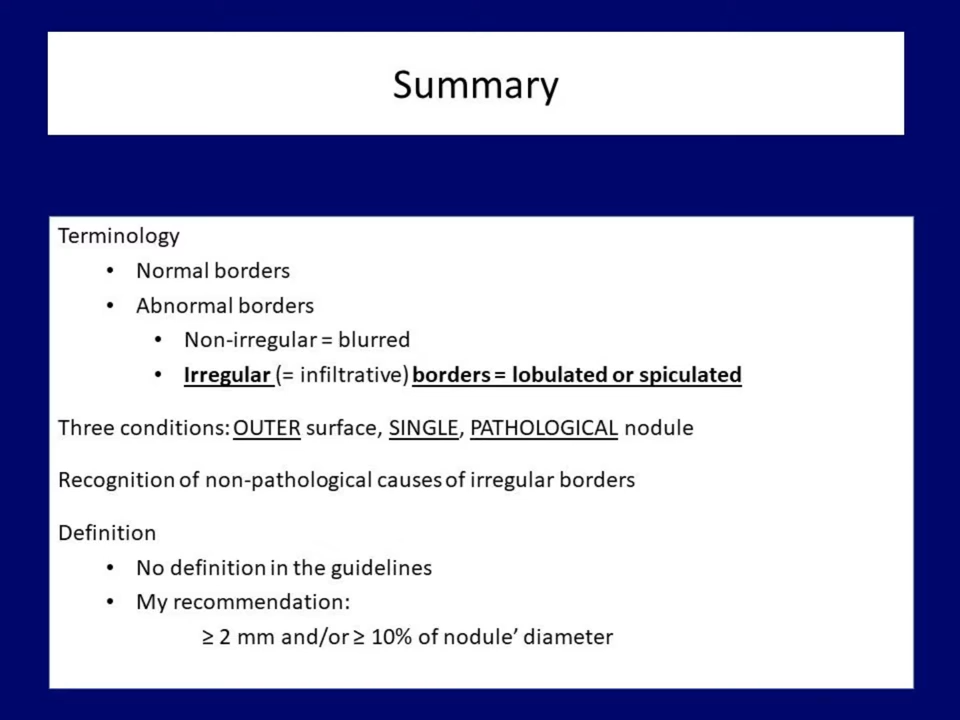 Summary
Terminology
• Normal borders
• Abnormal borders
• Non-irregular = blurred
• Irregular (= infiltrative) borders = lobulated or spiculated
Three conditions: OUTER surface, SINGLE, PATHOLOGICAL nodule
Recognition of non-pathological causes of irregular borders
Definition
• No definition in the guidelines
• My recommendation:
≥ 2 mm and/or ≥ 10% of nodule’ diameter